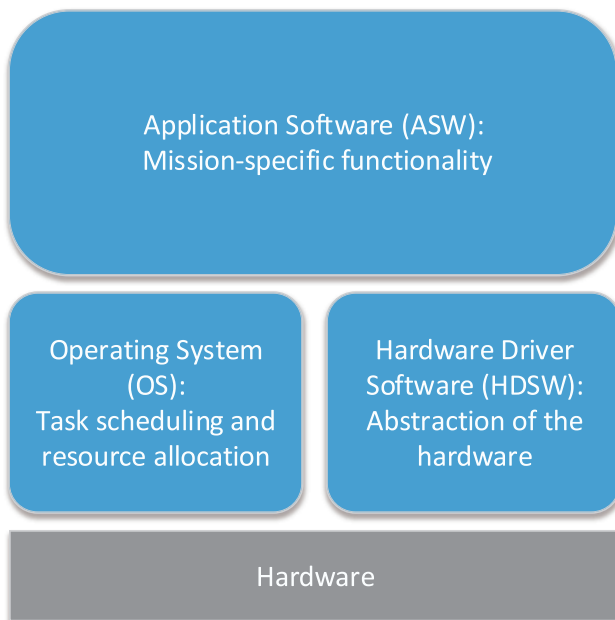 Application Software (ASW):
Mission-specific functionality
Operating System
(OS):
Task scheduling and
resource allocation
Hardware Driver
Software (HDSW):
Abstraction of the
hardware
Hardware